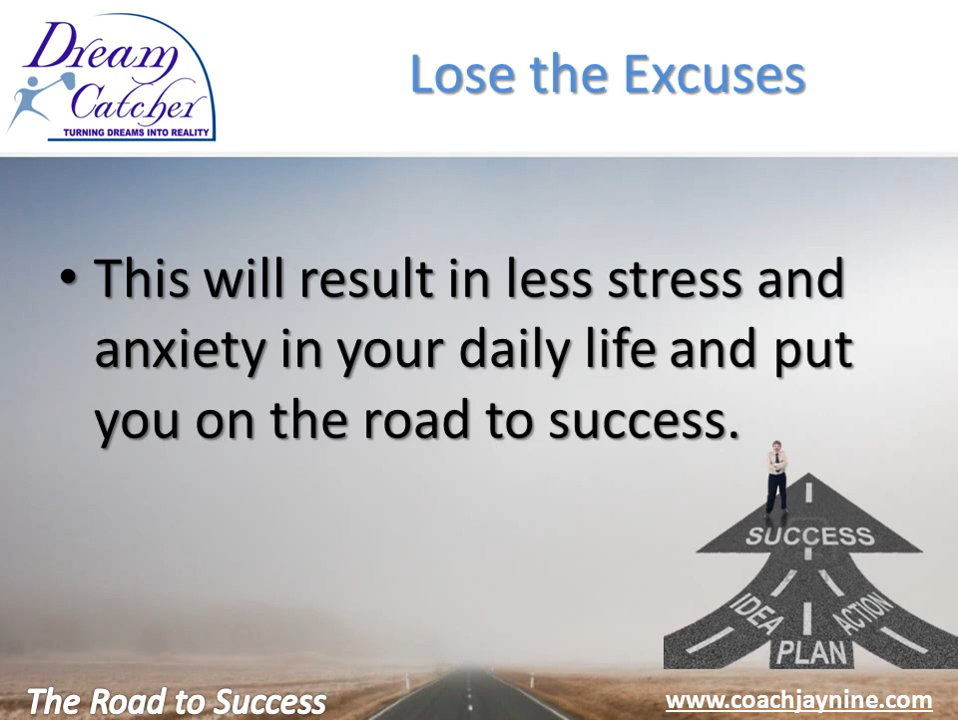 Dream
Catcher
TURNING DREAMS INTO REALITY
Lose the Excuses
• This will result in less stress and
anxiety in your daily life and put
you on the road to success.
SUCCESS
IDEA
PLAN
ACTION
The Road to Success
www.coachjaynine.com